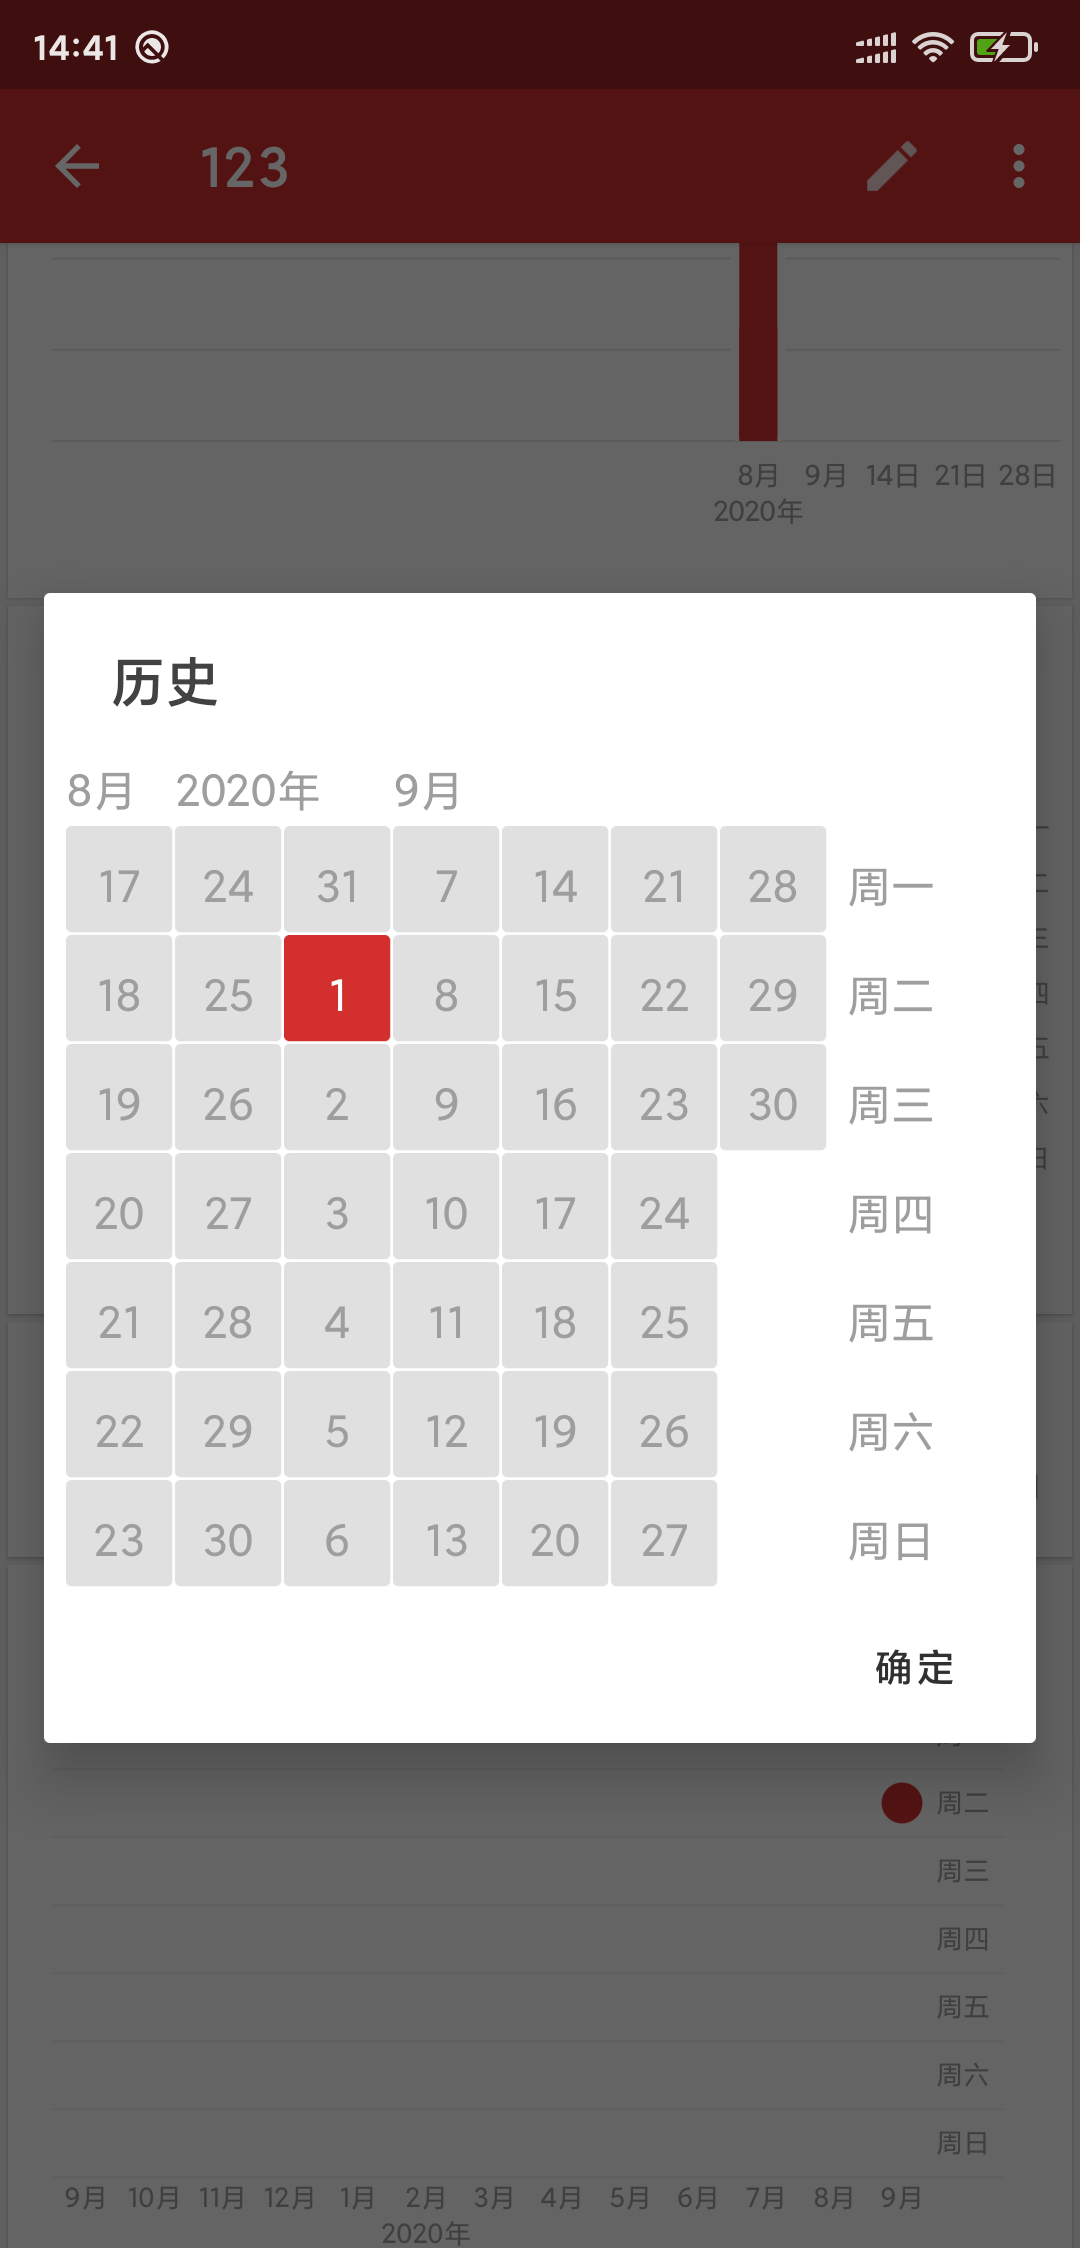 14:41
123
8月 9月 14日 21日 28日
2020年
历史
8月 2020年 9月
17 24 31 7 14 21 28 周一
18 25 1 8 15 22 29 周二
19 26 2 9 16 23 30 周三
20 27 3 10 17 24 周四
21 28 4 11 18 25 周五
22 29 5 12 19 26 周六
23 30 6 13 20 27 周日
确定
周二
周三
周四
周五
周六
周日
9月 10月 11月 12月 1月 2月 3月 4月 5月 6月 7月 8月 9月
2020年